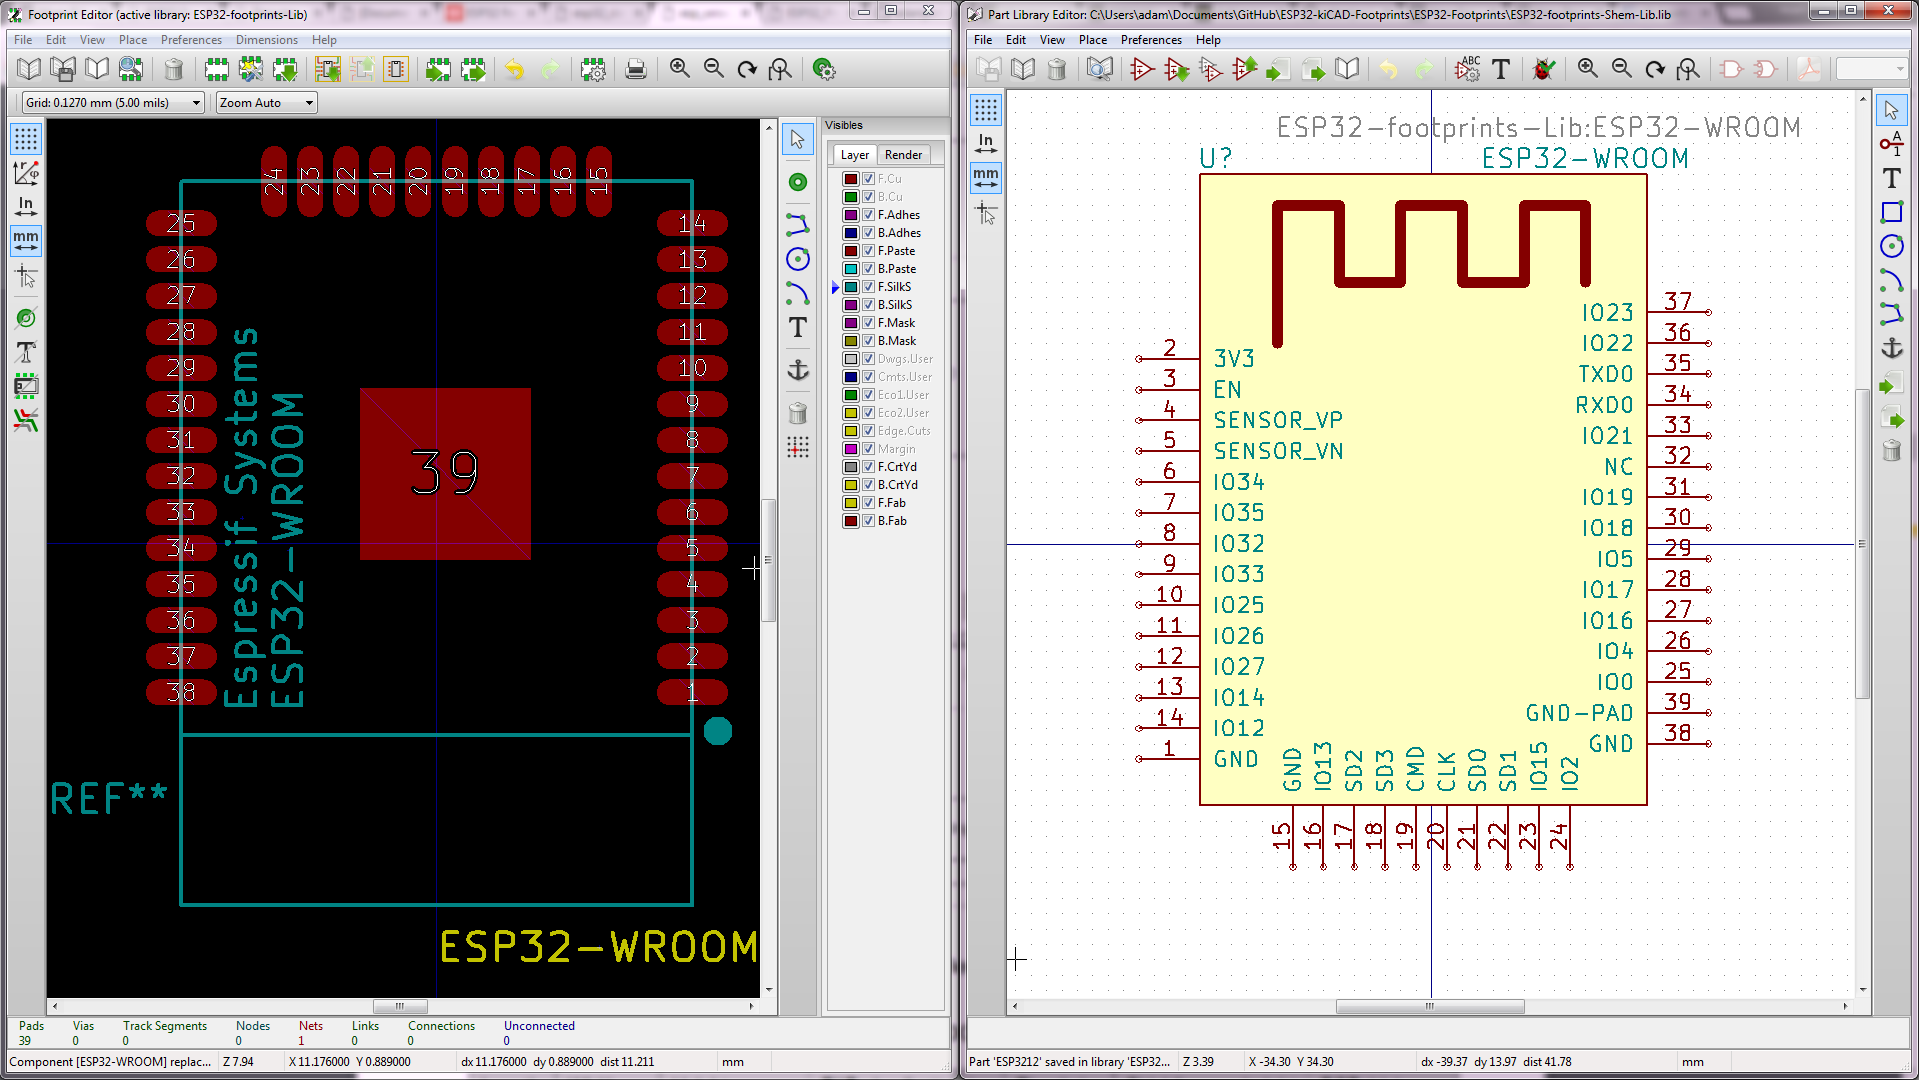 Footprint Editor (active library: ESP32-footprints-Lib)
File Edit View Place Preferences Dimensions Help
Grid: 0.1270 mm (5.00 mils)
Zoom Auto
In
mm
24 23 22 21 20 19 18 17 16 15
25 14
26 13
27 12
28 11
29 10
30 9
31 8
32 7
33 6
34 5
35 4
36 3
37 2
38 1
39
Espressif Systems
ESP32-WROOM
REF**
ESP32-WROOM
T
Visibles
Layer Render
F.Cu
B.Cu
F.Adhes
B.Adhes
F.Paste
B.Paste
F.SilkS
B.SilkS
F.Mask
B.Mask
Dwgs.User
Cmts.User
Eco1.User
Eco2.User
Edge.Cuts
Margin
F.CrtYd
B.CrtYd
F.Fab
B.Fab
Pads Vias Track Segments Nodes Nets Links Connections Unconnected
39 0 0 0 1 0 0 0
Component [ESP32-WROOM] replac... Z 7.94 X 11.176000 Y 0.889000 dx 11.176000 dy 0.889000 dist 11.211 mm
Part Library Editor: C:\Users\adam\Documents\GitHub\ESP32-kiCAD-Footprints\ESP32-Footprints\ESP32-footprints-Shem-Lib.lib
File Edit View Place Preferences Help
ABC
T
In
mm
A
1
T
ESP32-footprints-Lib:ESP32-WROOM
U? ESP32-WROOM
2 3V3
3 EN
4 SENSOR_VP
5 SENSOR_VN
6 IO34
7 IO35
8 IO32
9 IO33
10 IO25
11 IO26
12 IO27
13 IO14
14 IO12
1 GND
IO23 37
IO22 36
TXD0 35
RXD0 34
IO21 33
NC 32
IO19 31
IO18 30
IO5 29
IO17 28
IO16 27
IO4 26
IO0 25
GND-PAD 39
GND 38
GND IO13 SD2 SD3 CMD CLK SD0 SD1 IO15 IO2
15 16 17 18 19 20 21 22 23 24
Part 'ESP3212' saved in library 'ESP32... Z 3.39 X -34.30 Y 34.30 dx -39.37 dy 13.97 dist 41.78 mm